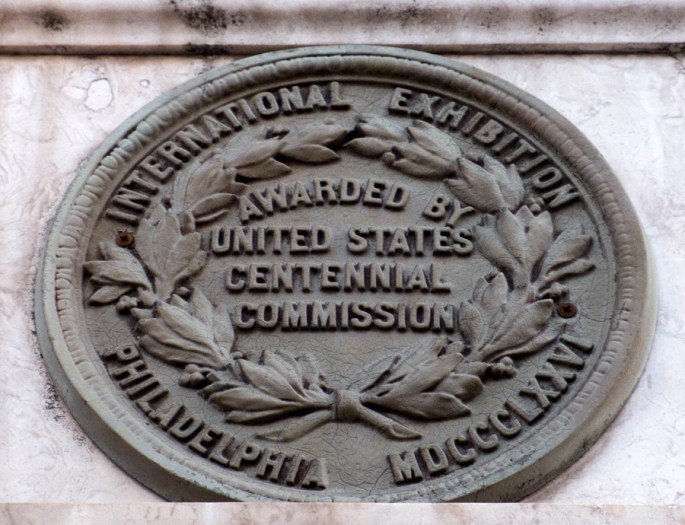 INTERNATIONAL EXHIBITION
AWARDED BY
UNITED STATES
CENTENNIAL
COMMISSION
PHILADELPHIA MDCCCLXXVI